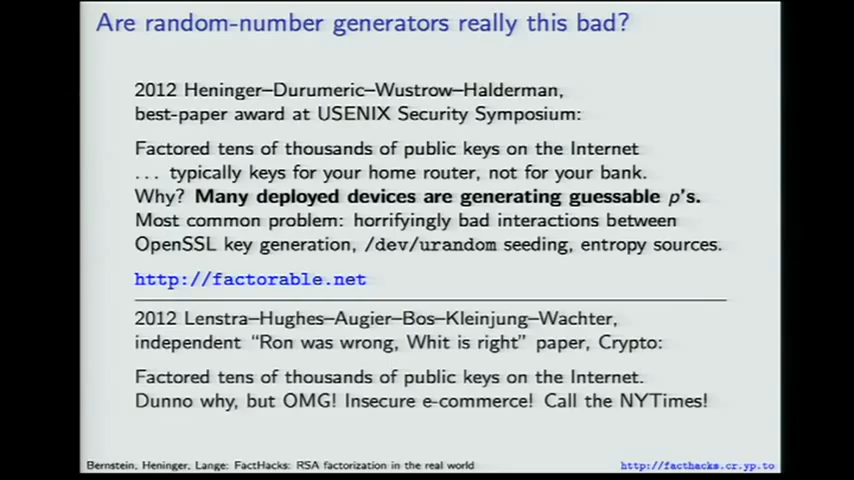 Are random-number generators really this bad?
2012 Heninger–Durumeric–Wustrow–Halderman,
best-paper award at USENIX Security Symposium:
Factored tens of thousands of public keys on the Internet
. . . typically keys for your home router, not for your bank.
Why? Many deployed devices are generating guessable p's.
Most common problem: horrifyingly bad interactions between
OpenSSL key generation, /dev/urandom seeding, entropy sources.
http://factorable.net
2012 Lenstra–Hughes–Augier–Bos–Kleinjung–Wachter,
independent “Ron was wrong, Whit is right” paper, Crypto:
Factored tens of thousands of public keys on the Internet.
Dunno why, but OMG! Insecure e-commerce! Call the NYTimes!
Bernstein, Heninger, Lange: FactHacks: RSA factorization in the real world
http://facthacks.cr.yp.to